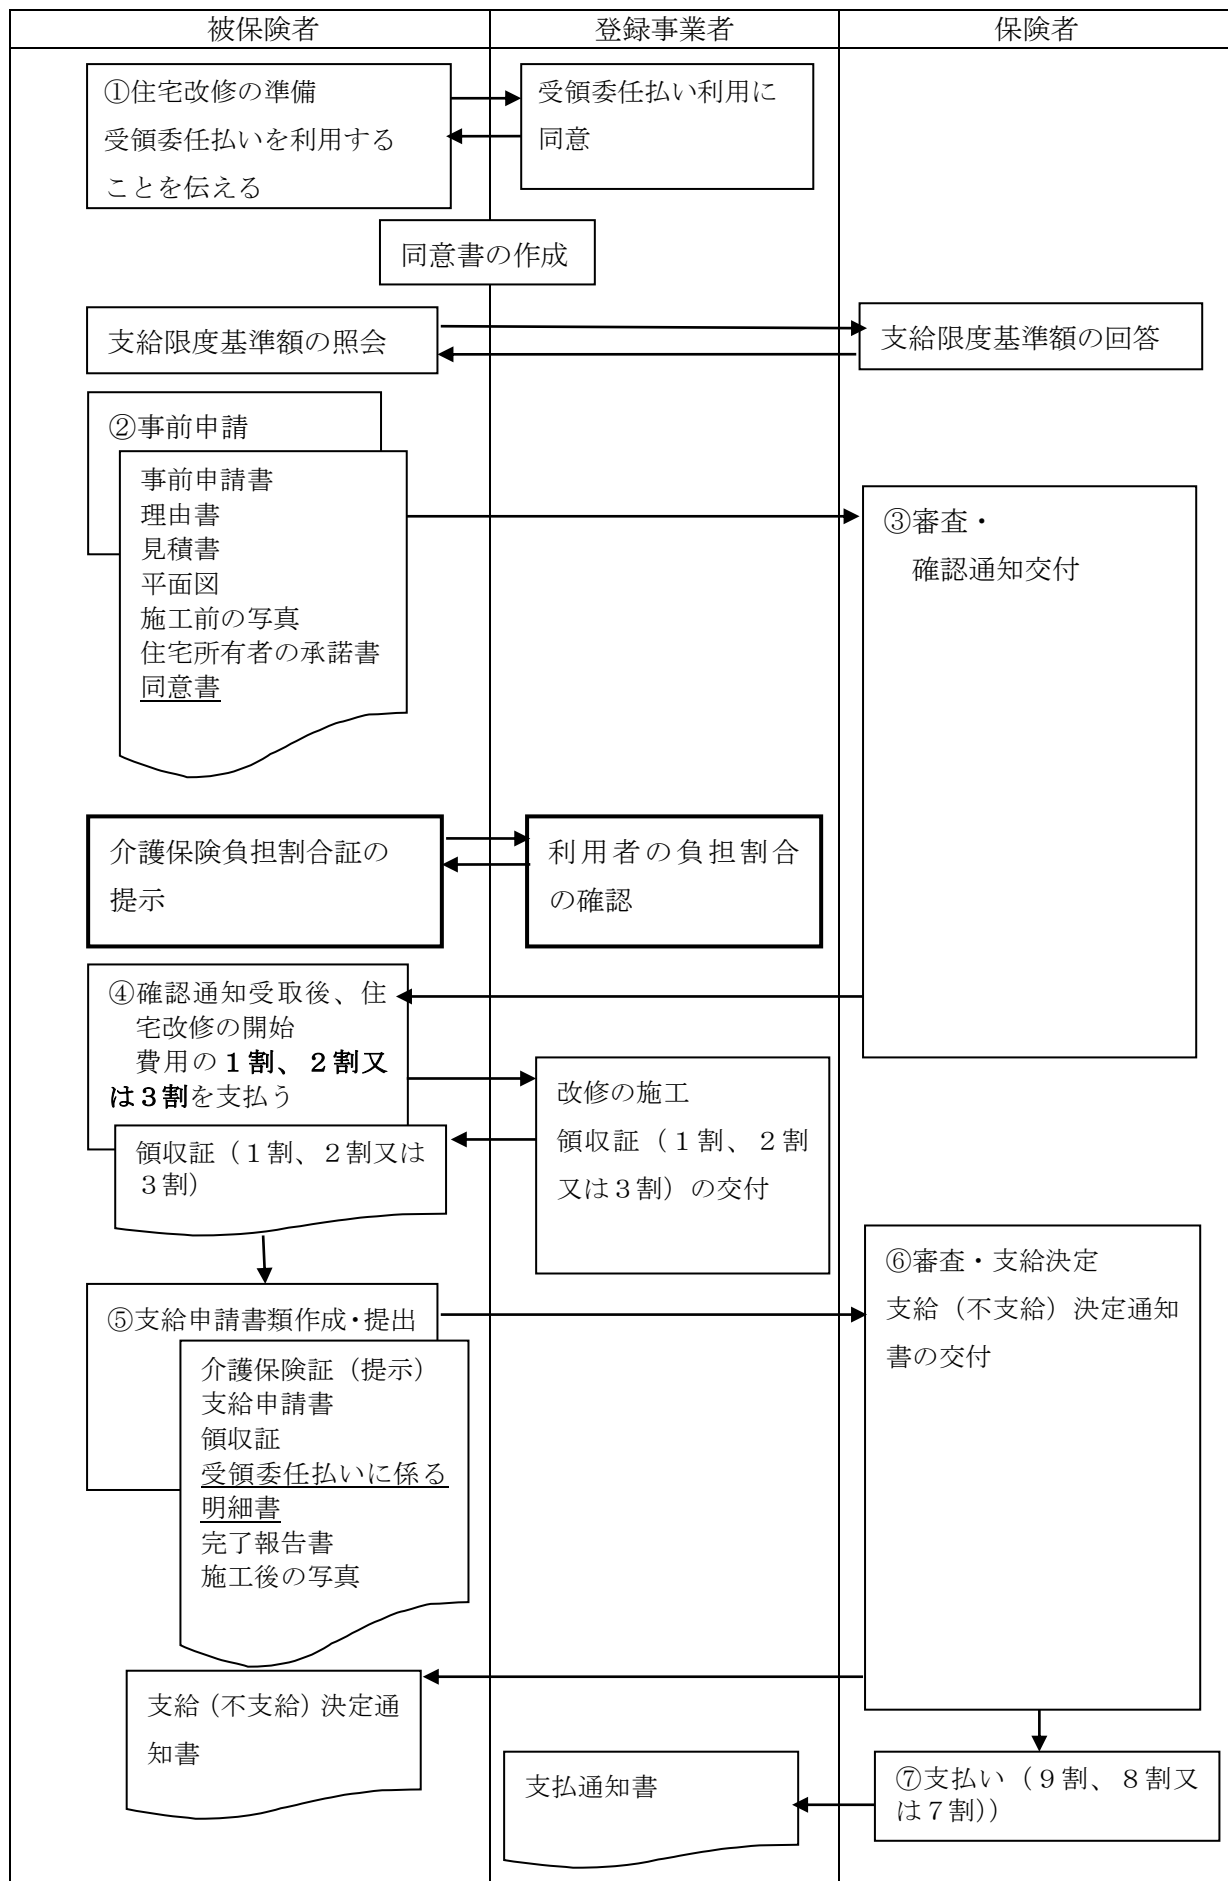 被保険者
登録事業者
保険者
①住宅改修の準備
受領委任払いを利用する
ことを伝える
受領委任払い利用に
同意
同意書の作成
支給限度基準額の照会
支給限度基準額の回答
②事前申請
事前申請書
理由書
見積書
平面図
施工前の写真
住宅所有者の承諾書
同意書
③審査・
確認通知交付
介護保険負担割合証の
提示
利用者の負担割合
の確認
④確認通知受取後、住
宅改修の開始
費用の１割、２割又
は３割を支払う
領収証（１割、２割又は
３割）
改修の施工
領収証（１割、２割
又は３割）の交付
⑤支給申請書類作成・提出
介護保険証（提示）
支給申請書
領収証
受領委任払いに係る
明細書
完了報告書
施工後の写真
⑥審査・支給決定
支給（不支給）決定通知
書の交付
支給（不支給）決定通
知書
支払通知書
⑦支払い（９割、８割又
は７割））